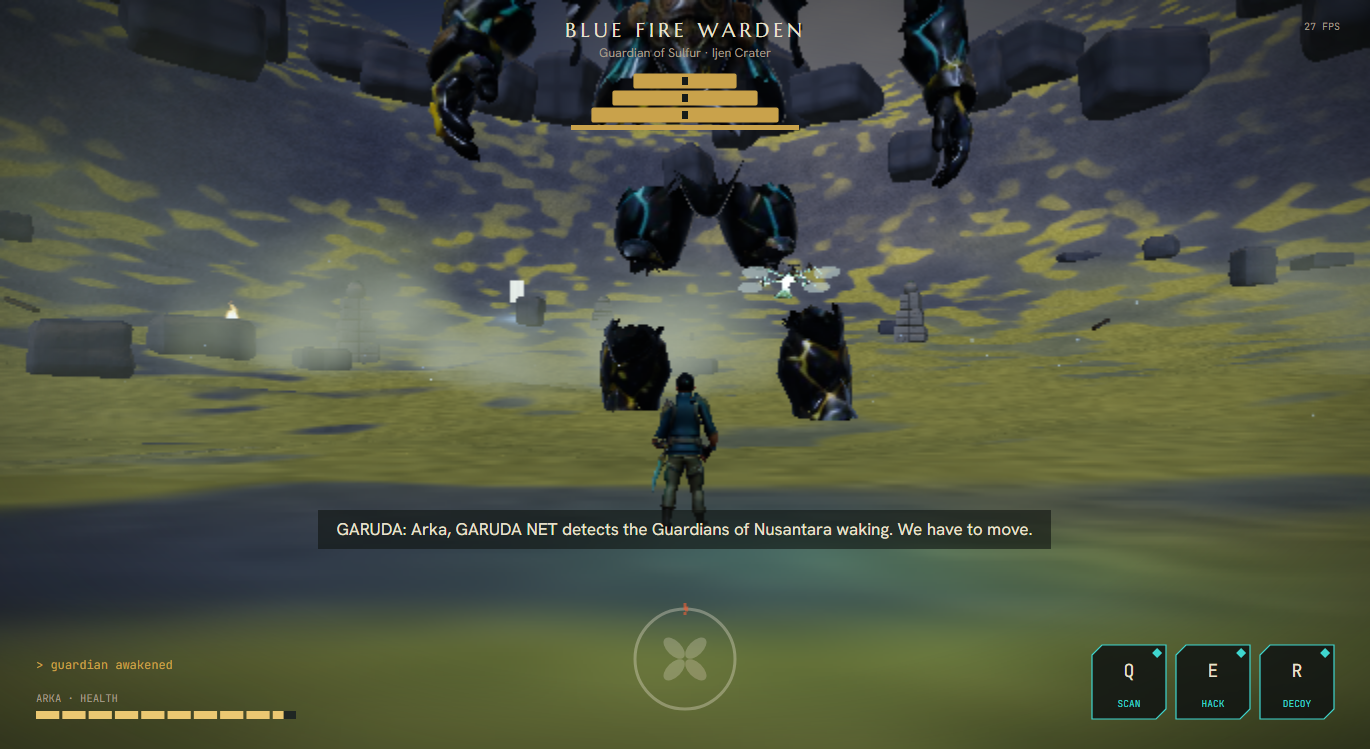 BLUE FIRE WARDEN
Guardian of Sulfur · Ijen Crater
27 FPS
GARUDA: Arka, GARUDA NET detects the Guardians of Nusantara waking. We have to move.
> guardian awakened
ARKA · HEALTH
Q
SCAN
E
HACK
R
DECOY